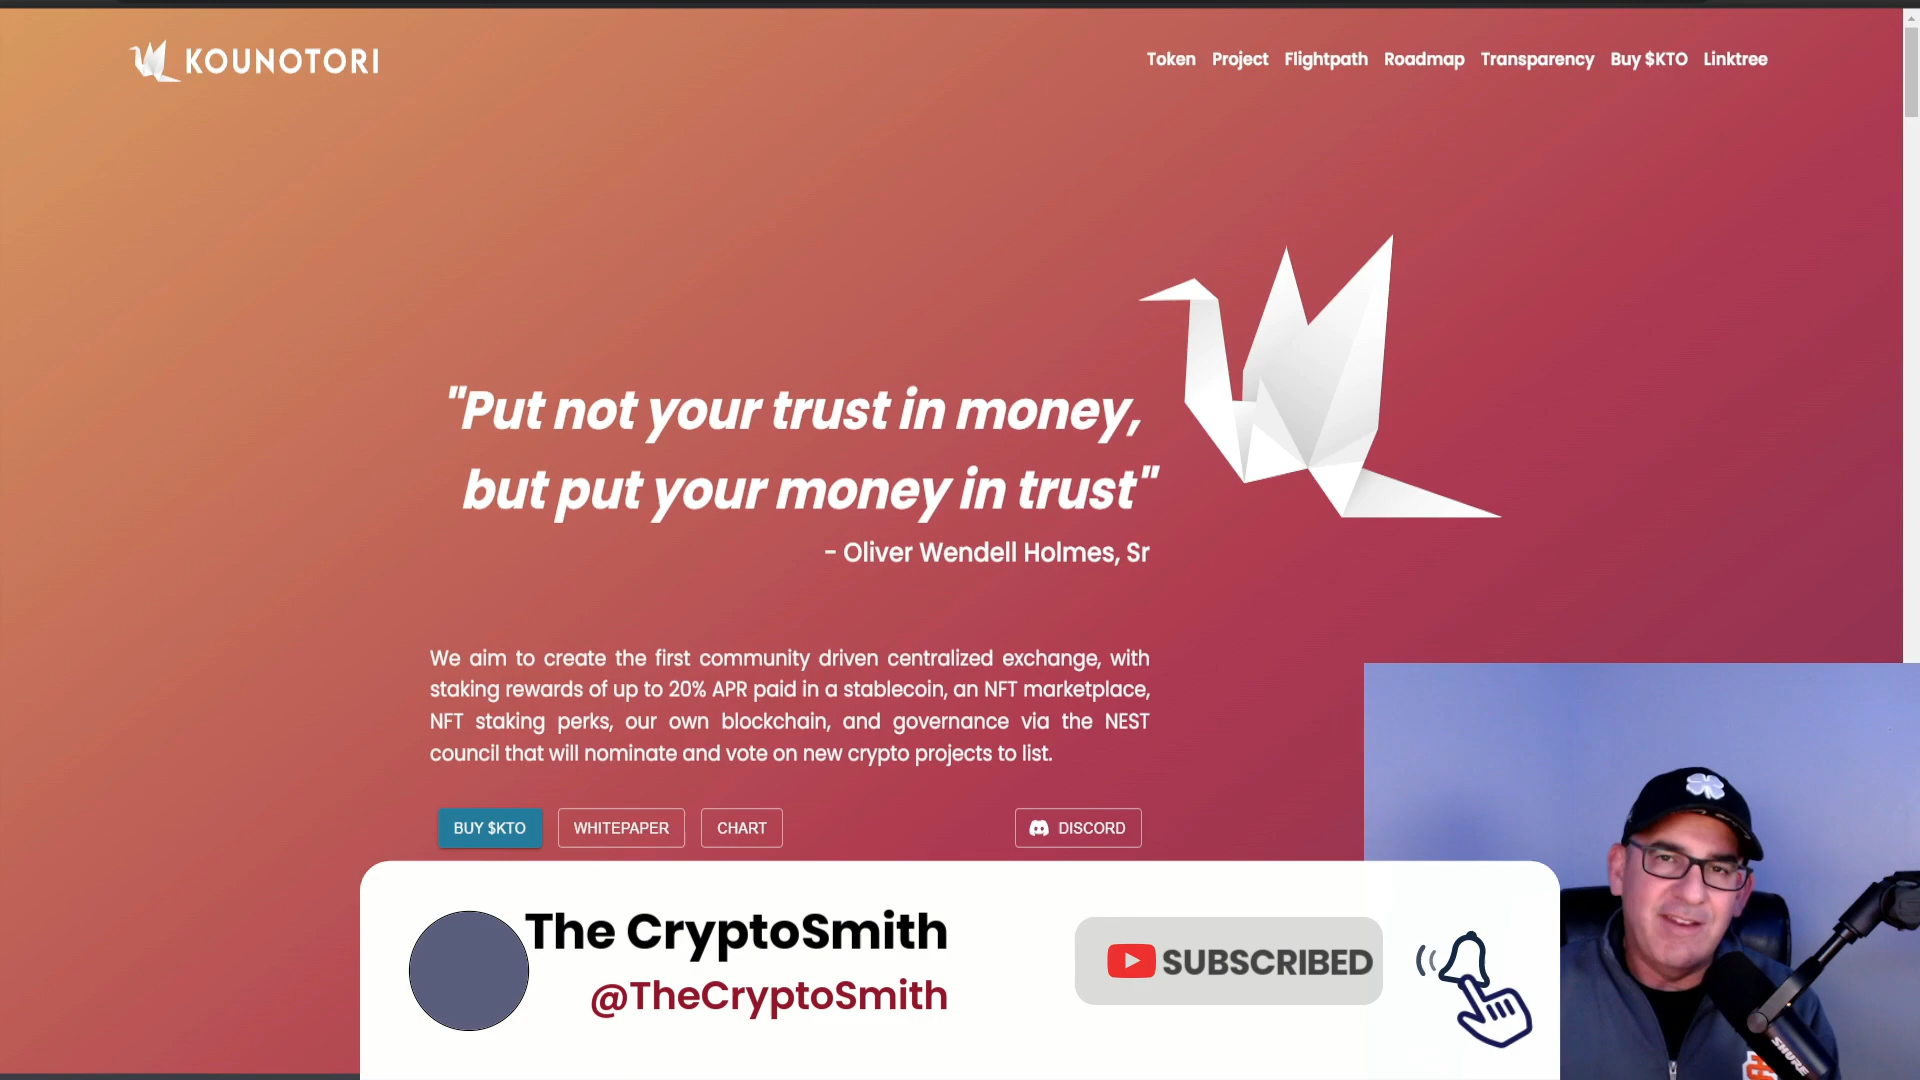 KOUNOTORI
Token Project Flightpath Roadmap Transparency Buy $KTO Linktree
"Put not your trust in money,
but put your money in trust"
- Oliver Wendell Holmes, Sr
We aim to create the first community driven centralized exchange, with
staking rewards of up to 20% APR paid in a stablecoin, an NFT marketplace,
NFT staking perks, our own blockchain, and governance via the NEST
council that will nominate and vote on new crypto projects to list.
BUY $KTO WHITEPAPER CHART DISCORD
The CryptoSmith
@TheCryptoSmith
SUBSCRIBED
SHURE